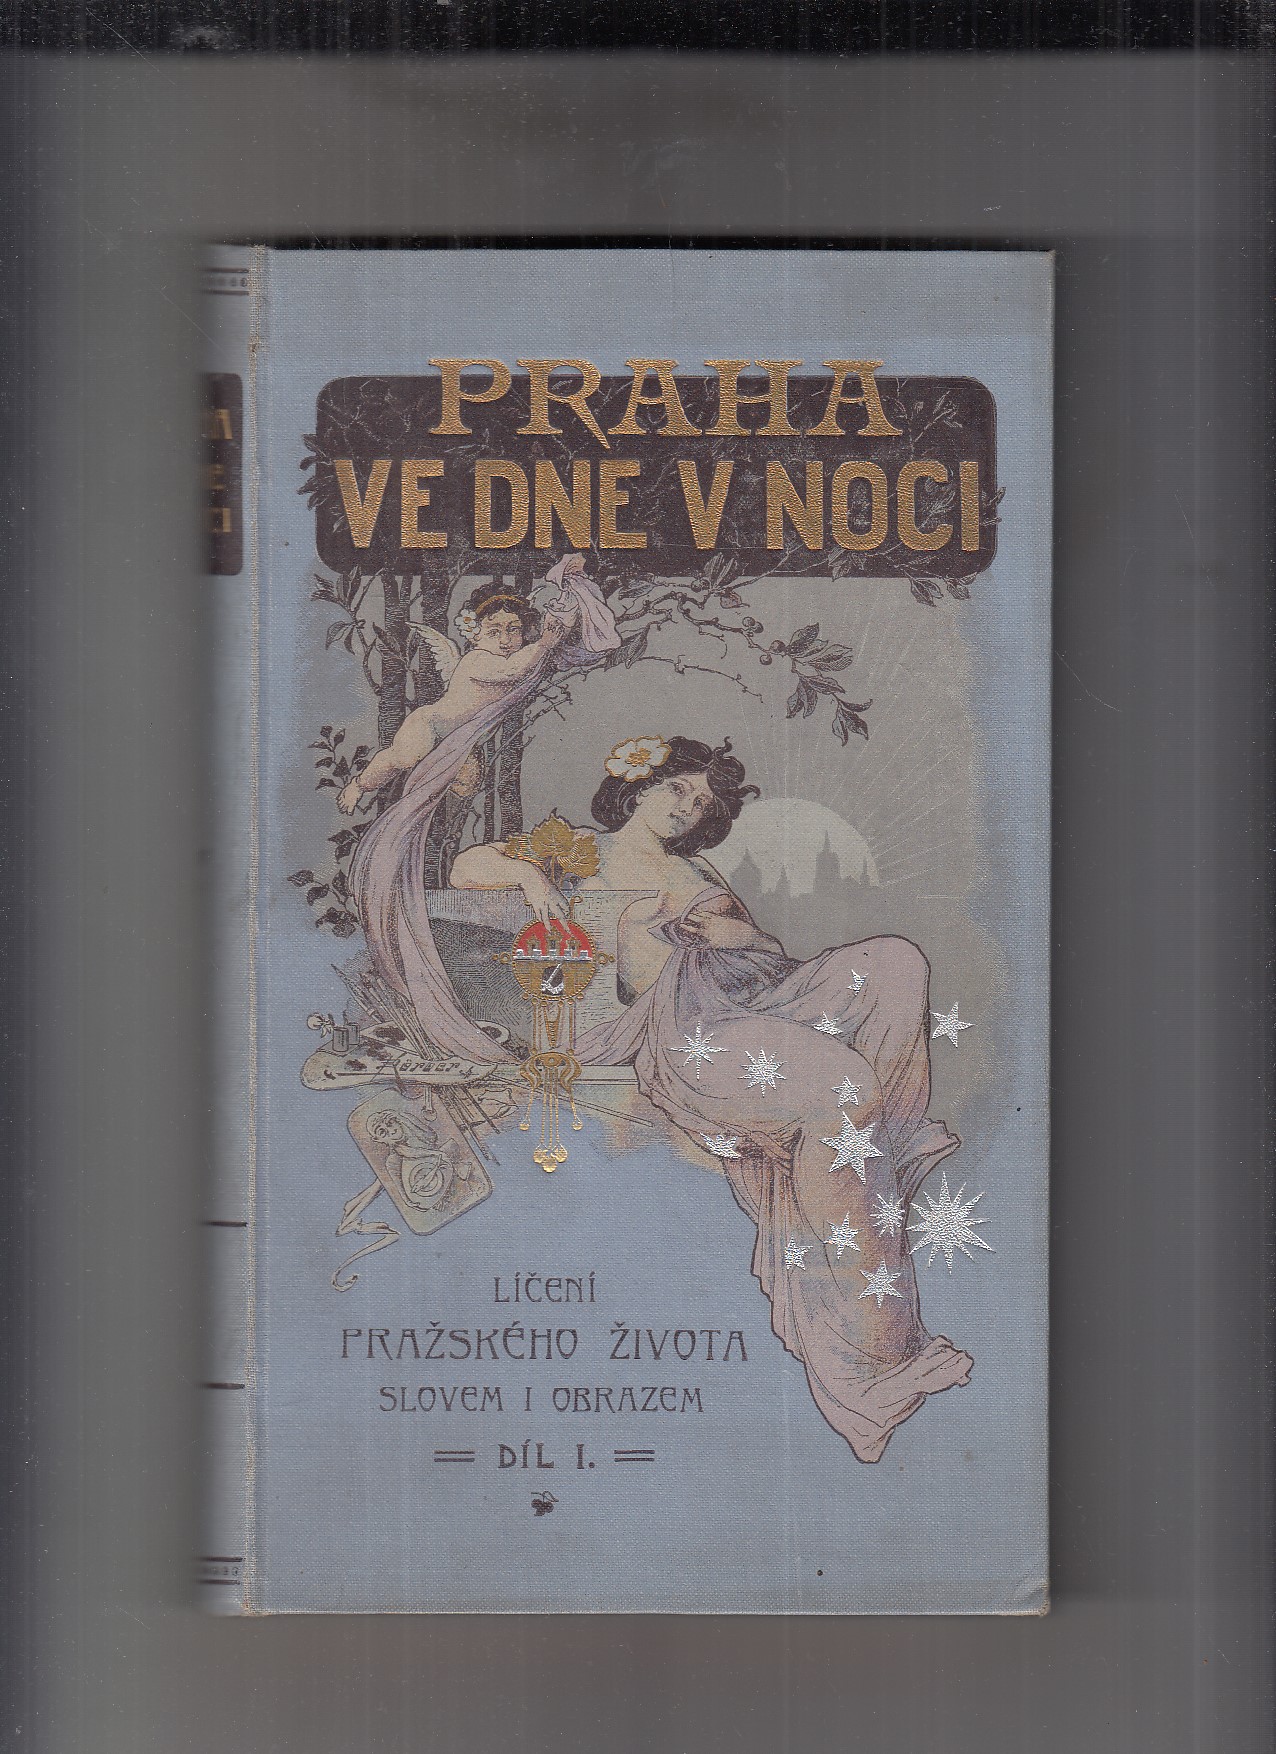 PRAHA
VE DNE V NOCI
LÍČENÍ
PRAŽSKÉHO ŽIVOTA
SLOVEM I OBRAZEM
DÍL I.